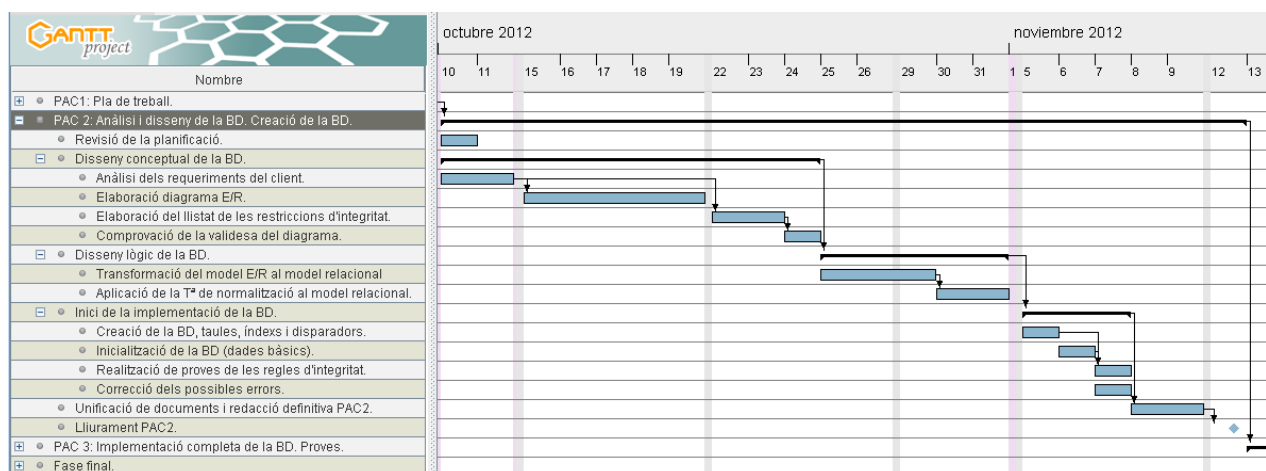 GANTT
project
octubre 2012
noviembre 2012
Nombre
10 11 15 16 17 18 19 22 23 24 25 26 29 30 31 1 5 6 7 8 9 12 13
PAC1: Pla de treball.
PAC 2: Anàlisi i disseny de la BD. Creació de la BD.
Revisió de la planificació.
Disseny conceptual de la BD.
Anàlisi dels requeriments del client.
Elaboració diagrama E/R.
Elaboració del llistat de les restriccions d'integritat.
Comprovació de la validesa del diagrama.
Disseny lògic de la BD.
Transformació del model E/R al model relacional
Aplicació de la Tª de normalització al model relacional.
Inici de la implementació de la BD.
Creació de la BD, taules, índexs i disparadors.
Inicialització de la BD (dades bàsics).
Realització de proves de les regles d'integritat.
Correcció dels possibles errors.
Unificació de documents i redacció definitiva PAC2.
Lliurament PAC2.
PAC 3: Implementació completa de la BD. Proves.
Fase final.